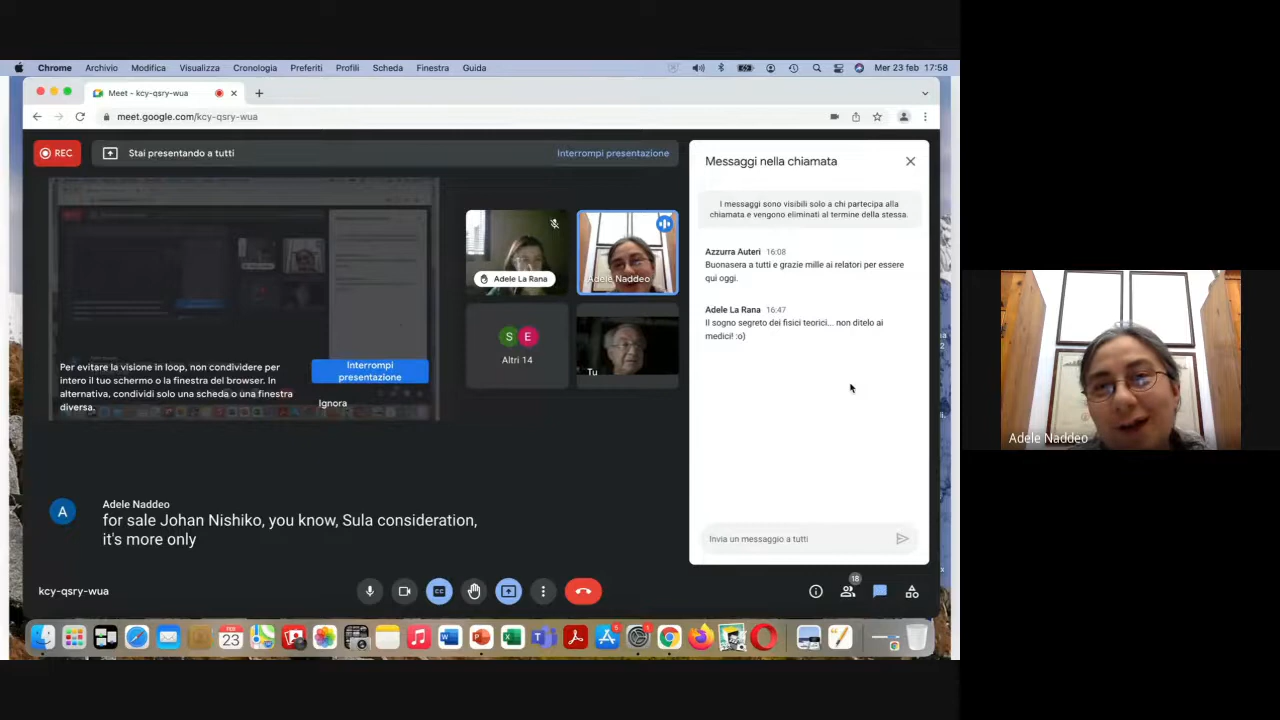 Chrome Archivio Modifica Visualizza Cronologia Preferiti Profili Scheda Finestra Guida
Mer 23 feb 17:58
Meet - kcy-qsry-wua
meet.google.com/kcy-qsry-wua
REC
Stai presentando a tutti
Interrompi presentazione
Per evitare la visione in loop, non condividere per
intero il tuo schermo o la finestra del browser. In
alternativa, condividi solo una scheda o una finestra
diversa.
Interrompi
presentazione
Ignora
Adele La Rana
Adele Naddeo
S E
Altri 14
Tu
Messaggi nella chiamata
I messaggi sono visibili solo a chi partecipa alla
chiamata e vengono eliminati al termine della stessa.
Azzurra Auteri 16:08
Buonasera a tutti e grazie mille ai relatori per essere
qui oggi.
Adele La Rana 16:47
Il sogno segreto dei fisici teorici... non ditelo ai
medici! :o)
Invia un messaggio a tutti
A
Adele Naddeo
for sale Johan Nishiko, you know, Sula consideration,
it's more only
kcy-qsry-wua
18
FEB
23
Adele Naddeo